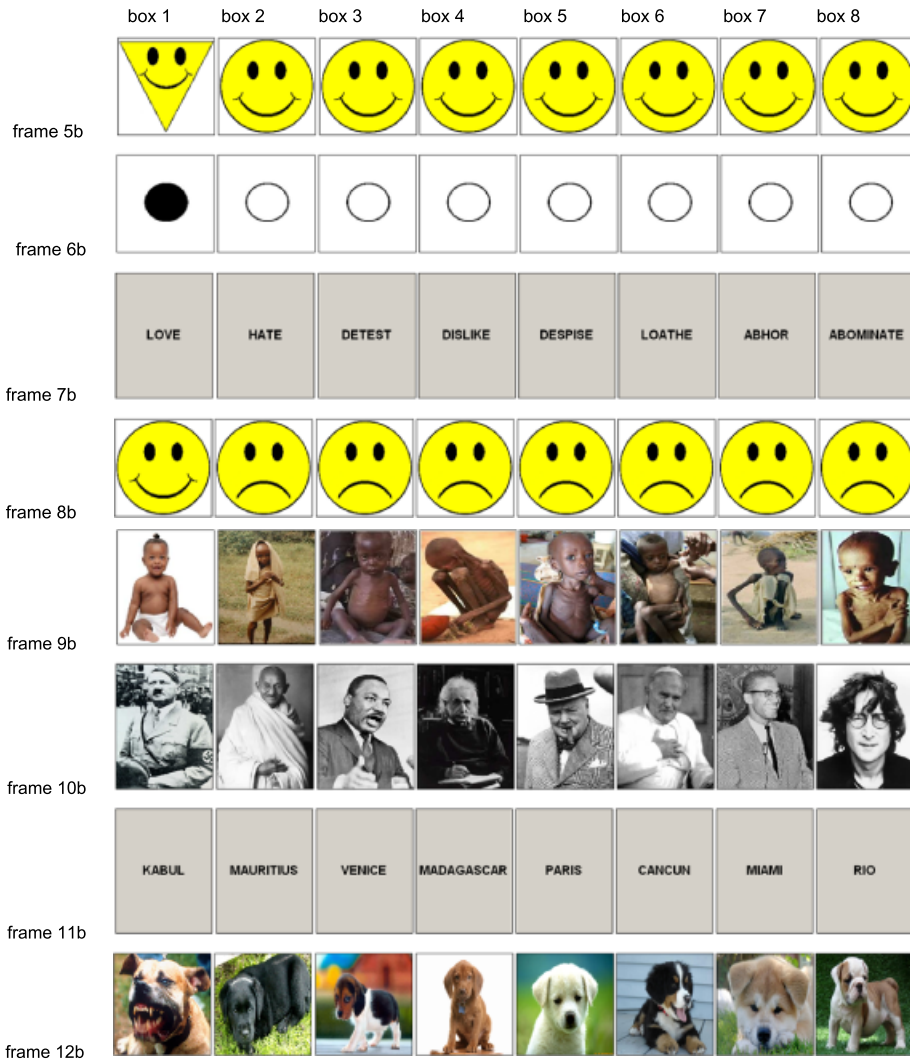 box 1 box 2 box 3 box 4 box 5 box 6 box 7 box 8
frame 5b
frame 6b
LOVE HATE DETEST DISLIKE DESPISE LOATHE ABHOR ABOMINATE
frame 7b
frame 8b
frame 9b
frame 10b
KABUL MAURITIUS VENICE MADAGASCAR PARIS CANCUN MIAMI RIO
frame 11b
frame 12b